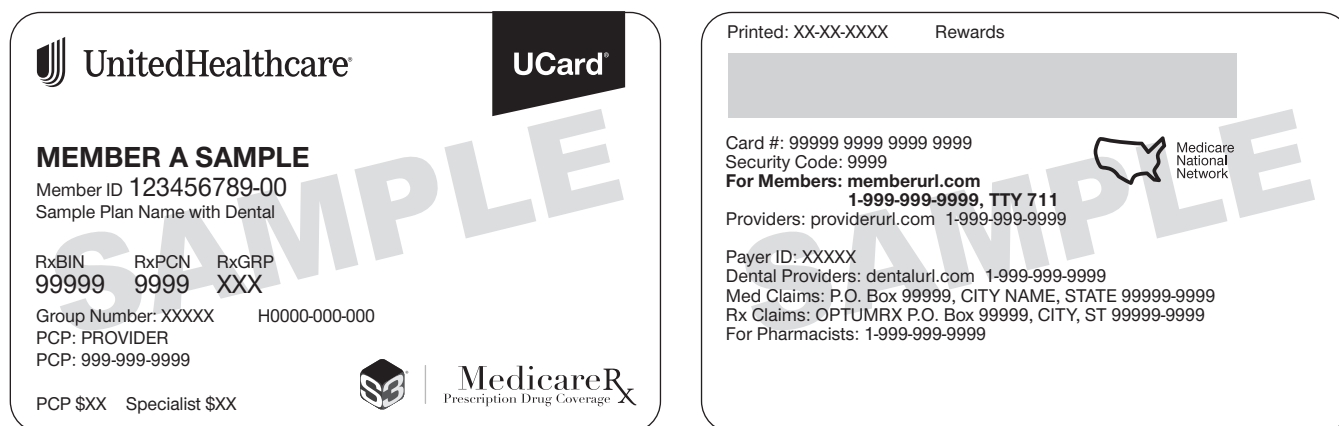 UnitedHealthcare®
UCard®
MEMBER A SAMPLE
Member ID 123456789-00
Sample Plan Name with Dental
RxBIN RxPCN RxGRP
99999 9999 XXX
Group Number: XXXXX H0000-000-000
PCP: PROVIDER
PCP: 999-999-9999
PCP $XX Specialist $XX
S3
MedicareRx
Prescription Drug Coverage
SAMPLE
Printed: XX-XX-XXXX Rewards
Card #: 99999 9999 9999 9999
Security Code: 9999
For Members: memberurl.com
1-999-999-9999, TTY 711
Providers: providerurl.com 1-999-999-9999
Medicare
National
Network
Payer ID: XXXXX
Dental Providers: dentalurl.com 1-999-999-9999
Med Claims: P.O. Box 99999, CITY NAME, STATE 99999-9999
Rx Claims: OPTUMRX P.O. Box 99999, CITY, ST 99999-9999
For Pharmacists: 1-999-999-9999
SAMPLE